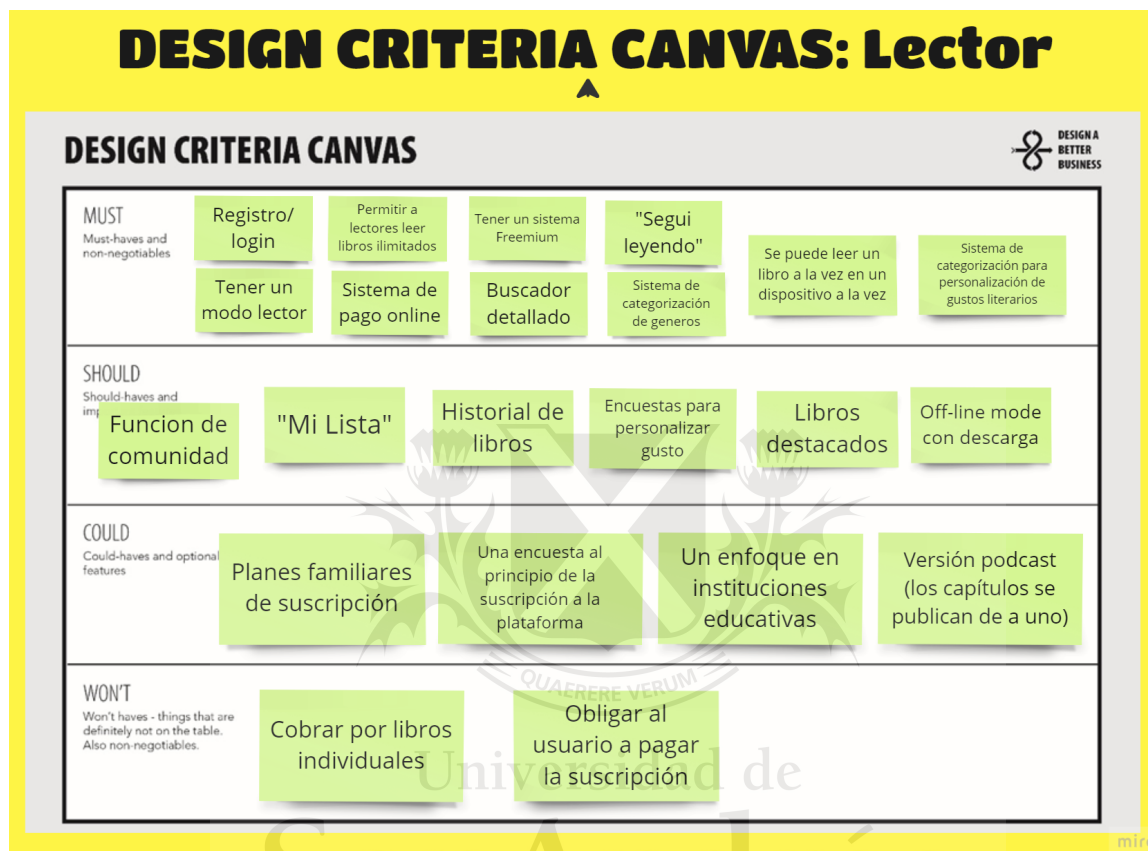 DESIGN CRITERIA CANVAS: Lector
DESIGN CRITERIA CANVAS
DESIGN A
BETTER
BUSINESS
MUST
Must-haves and
non-negotiables
Registro/
login
Permitir a
lectores leer
libros ilimitados
Tener un sistema
Freemium
"Segui
leyendo"
Se puede leer un
libro a la vez en un
dispositivo a la vez
Sistema de
categorización para
personalización de
gustos literarios
Tener un
modo lector
Sistema de
pago online
Buscador
detallado
Sistema de
categorización
de generos
SHOULD
Should-haves and
Funcion de
comunidad
"Mi Lista"
Historial de
libros
Encuestas para
personalizar
gusto
Libros
destacados
Off-line mode
con descarga
COULD
Could-haves and optional
features
Planes familiares
de suscripción
Una encuesta al
principio de la
suscripción a la
plataforma
Un enfoque en
instituciones
educativas
Versión podcast
(los capítulos se
publican de a uno)
QUAERERE VERUM
WON'T
Won't haves - things that are
definitely not on the table.
Also non-negotiables.
Cobrar por libros
individuales
Obligar al
usuario a pagar
la suscripción
Universidad de